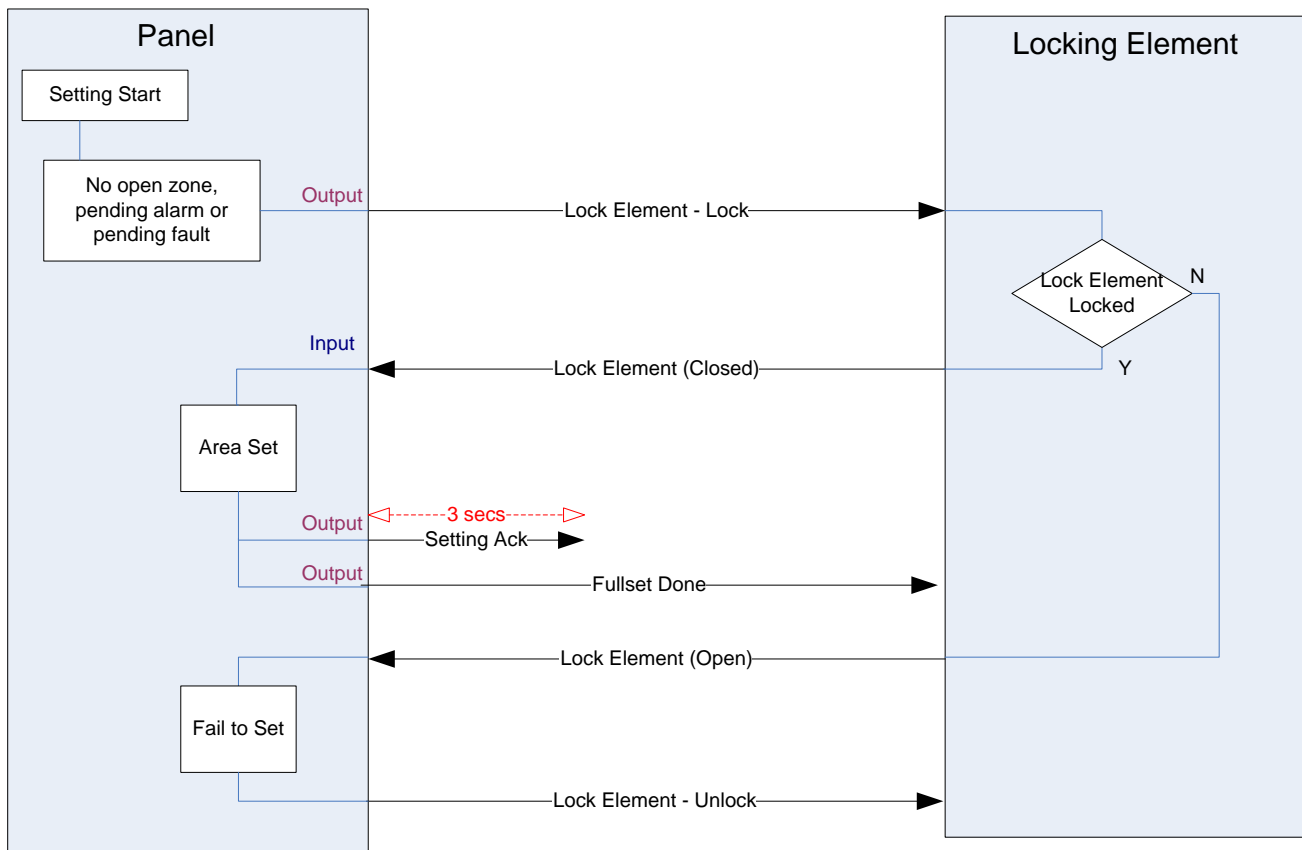 Panel
Locking Element
Setting Start
No open zone,
pending alarm or
pending fault
Output
Lock Element - Lock
Lock Element
Locked
N
Y
Input
Lock Element (Closed)
Area Set
3 secs
Output
Setting Ack
Output
Fullset Done
Lock Element (Open)
Fail to Set
Lock Element - Unlock